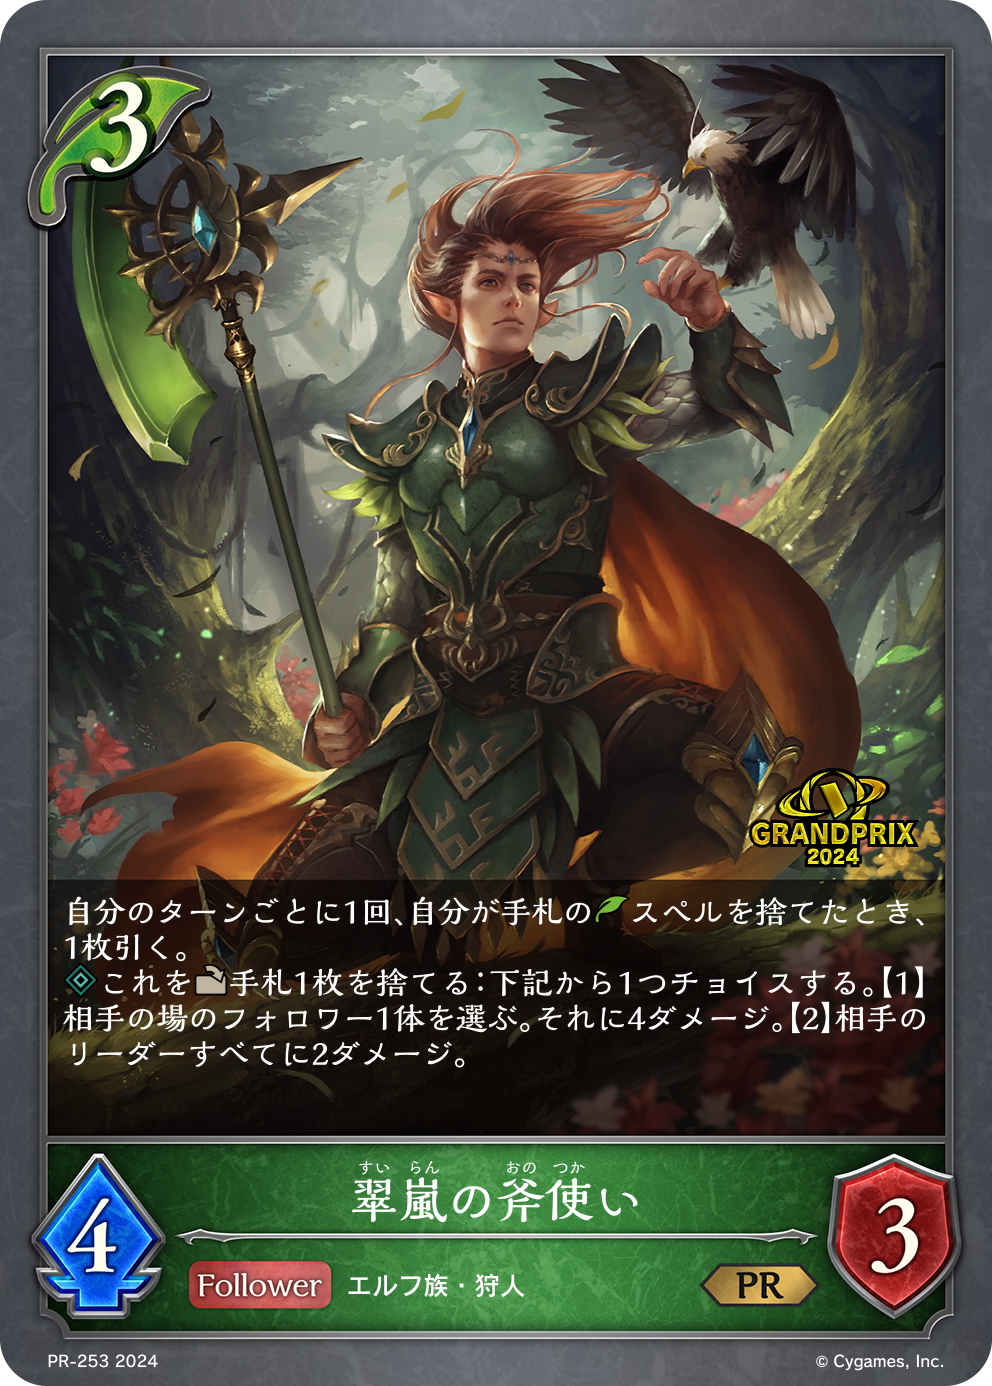 3
GRANDPRIX
2024
自分のターンごとに1回、自分が手札のスペルを捨てたとき、
1枚引く。
これを手札1枚を捨てる：下記から1つチョイスする。【1】
相手の場のフォロワー1体を選ぶ。それに4ダメージ。【2】相手の
リーダーすべてに2ダメージ。
すい らん おの つか
翠嵐の斧使い
4
3
Follower エルフ族・狩人
PR
PR-253 2024
© Cygames, Inc.